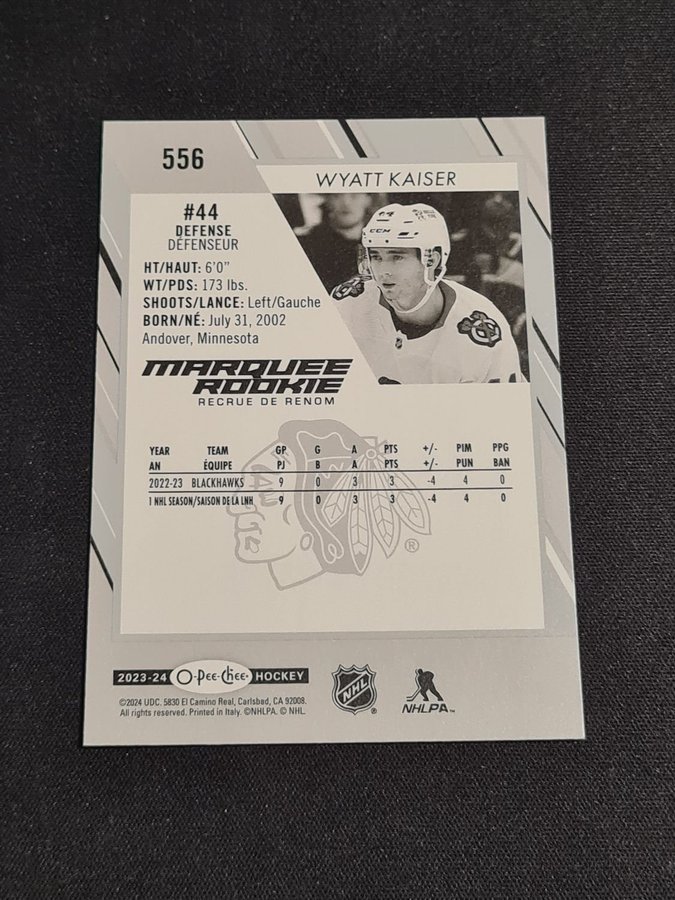 556
WYATT KAISER
#44
DEFENSE
DÉFENSEUR
HT/HAUT: 6'0"
WT/PDS: 173 lbs.
SHOOTS/LANCE: Left/Gauche
BORN/NÉ: July 31, 2002
Andover, Minnesota
CCM
MARQUEE
ROOKIE
RECRUE DE RENOM
YEAR TEAM GP G A PTS +/- PIM PPG
AN ÉQUIPE PJ B A PTS +/- PUN BAN
2022-23 BLACKHAWKS 9 0 3 3 -4 4 0
1 NHL SEASON/SAISON DE LA LNH 9 0 3 3 -4 4 0
®
2023-24 O-Pee-Chee HOCKEY
NHL ®
NHLPA™
©2024 UDC. 5830 El Camino Real, Carlsbad, CA 92008.
All rights reserved. Printed in Italy. ©NHLPA. © NHL.